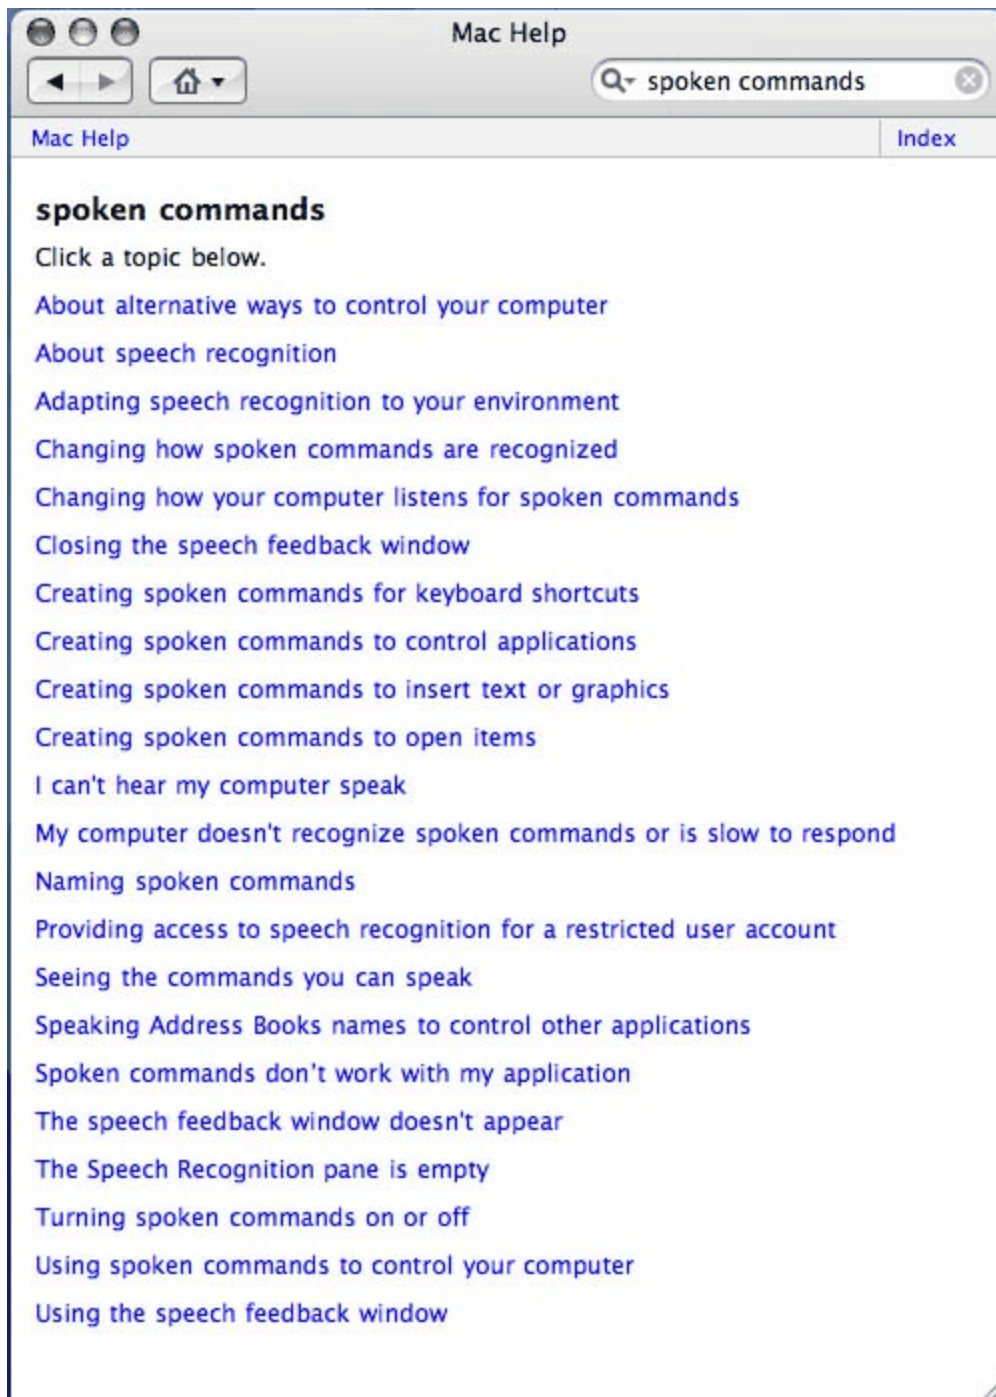 Mac Help
spoken commands
Mac Help
Index
spoken commands
Click a topic below.
About alternative ways to control your computer
About speech recognition
Adapting speech recognition to your environment
Changing how spoken commands are recognized
Changing how your computer listens for spoken commands
Closing the speech feedback window
Creating spoken commands for keyboard shortcuts
Creating spoken commands to control applications
Creating spoken commands to insert text or graphics
Creating spoken commands to open items
I can't hear my computer speak
My computer doesn't recognize spoken commands or is slow to respond
Naming spoken commands
Providing access to speech recognition for a restricted user account
Seeing the commands you can speak
Speaking Address Books names to control other applications
Spoken commands don't work with my application
The speech feedback window doesn't appear
The Speech Recognition pane is empty
Turning spoken commands on or off
Using spoken commands to control your computer
Using the speech feedback window